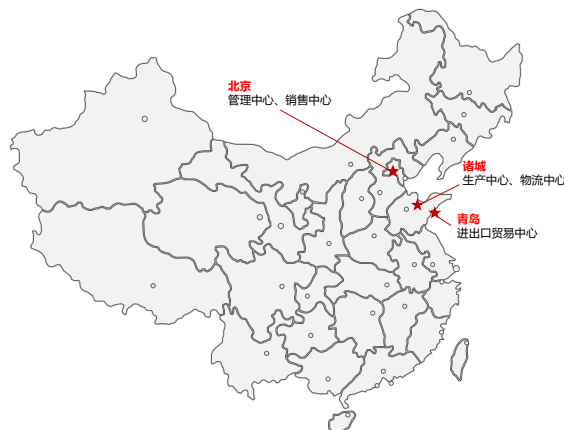 北京
管理中心、销售中心
诸城
生产中心、物流中心
青岛
进出口贸易中心